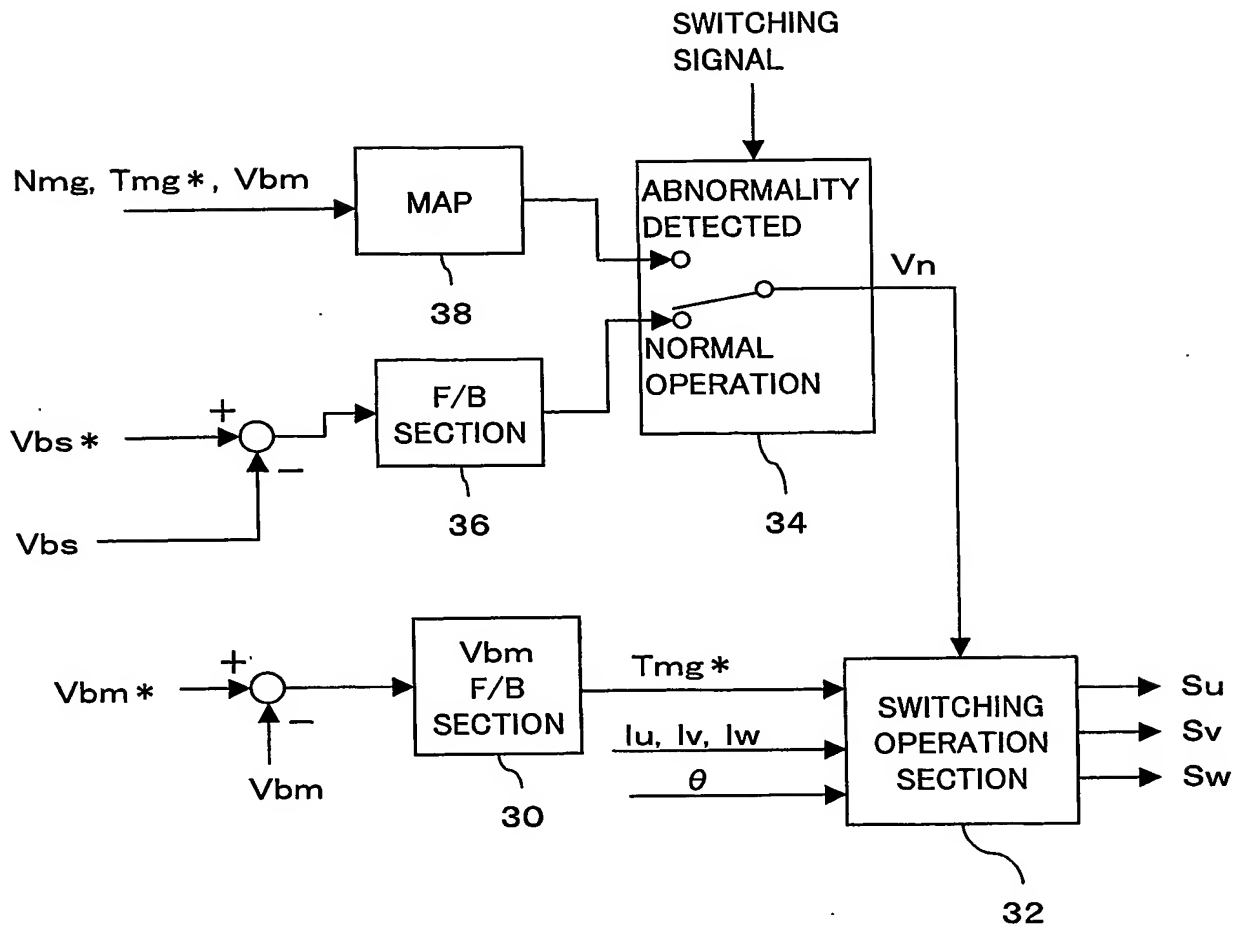 SWITCHING
SIGNAL
Nmg, Tmg*, Vbm
MAP
38
ABNORMALITY
DETECTED
NORMAL
OPERATION
34
Vn
Vbs*
+
−
Vbs
F/B
SECTION
36
Vbm*
+
−
Vbm
Vbm
F/B
SECTION
30
Tmg*
Iu, Iv, Iw
θ
SWITCHING
OPERATION
SECTION
32
Su
Sv
Sw